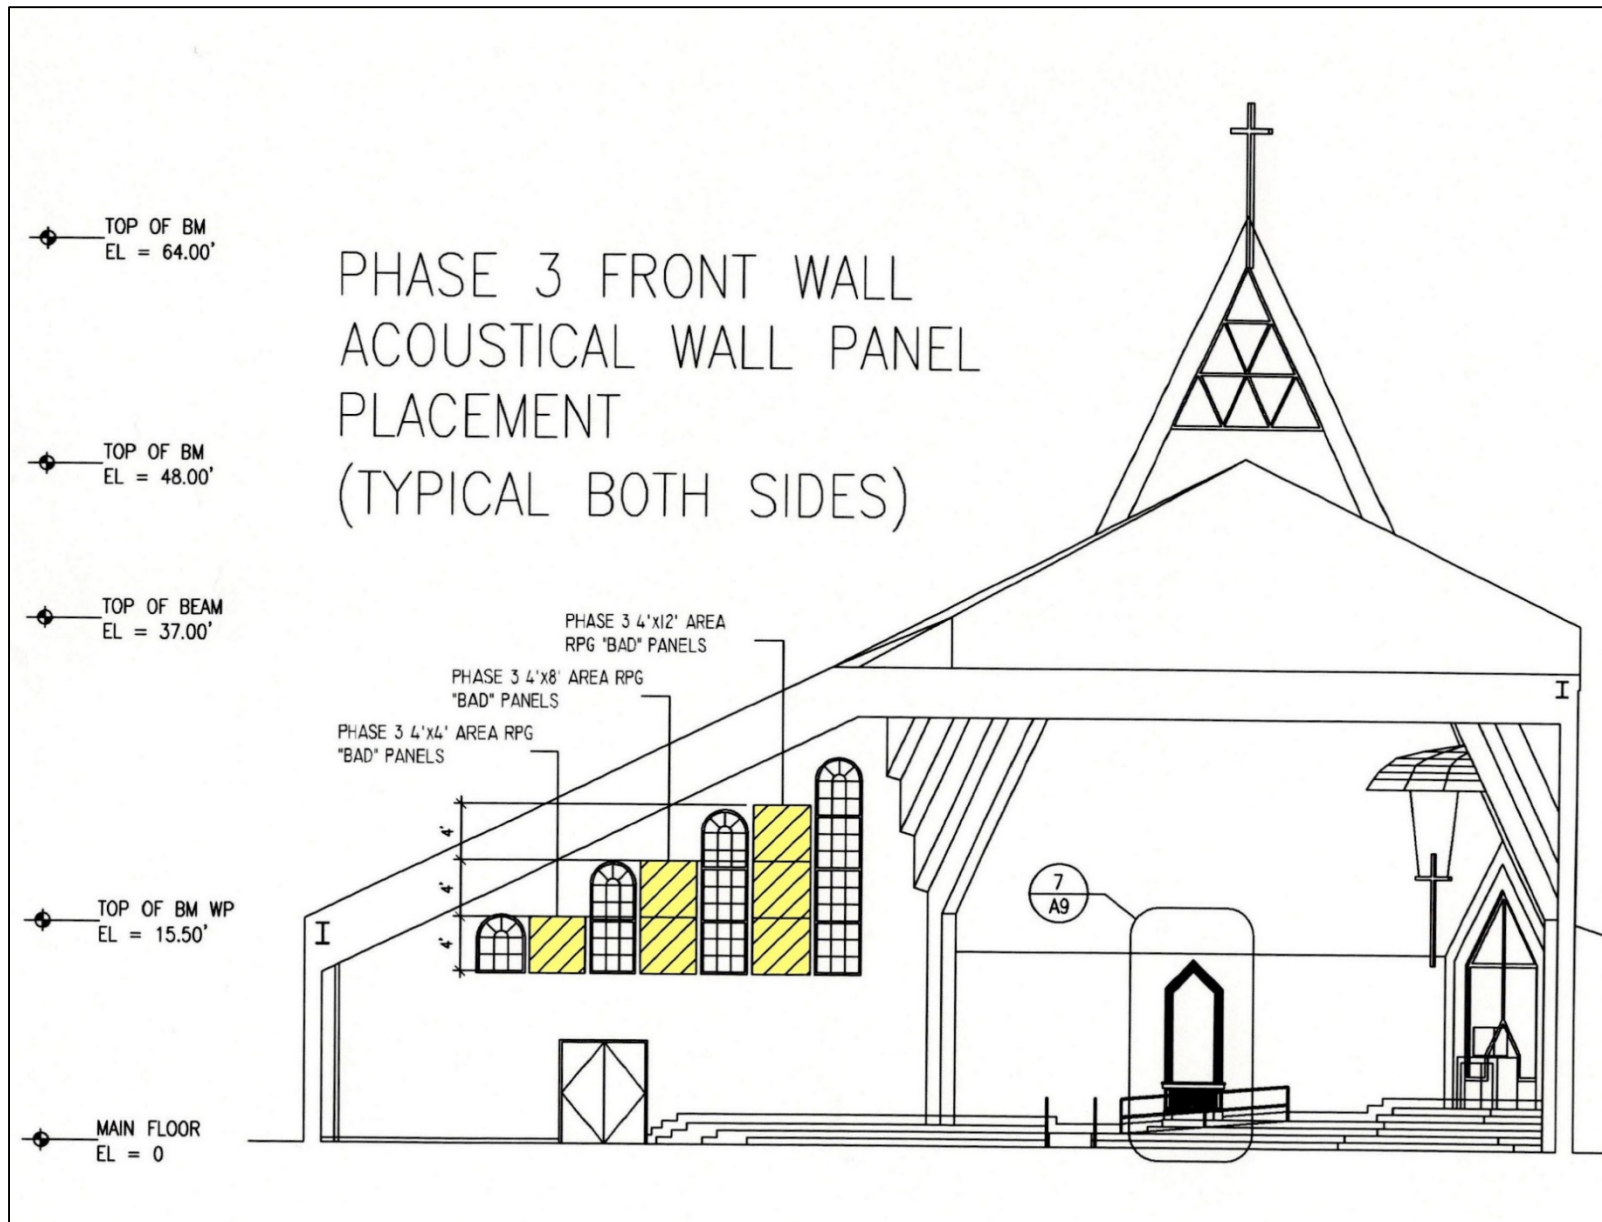 TOP OF BM
EL = 64.00'
PHASE 3 FRONT WALL
ACOUSTICAL WALL PANEL
PLACEMENT
(TYPICAL BOTH SIDES)
TOP OF BM
EL = 48.00'
TOP OF BEAM
EL = 37.00'
PHASE 3 4'x12' AREA
RPG "BAD" PANELS
PHASE 3 4'x8' AREA RPG
"BAD" PANELS
PHASE 3 4'x4' AREA RPG
"BAD" PANELS
4'
4'
4'
7
A9
TOP OF BM WP
EL = 15.50'
MAIN FLOOR
EL = 0